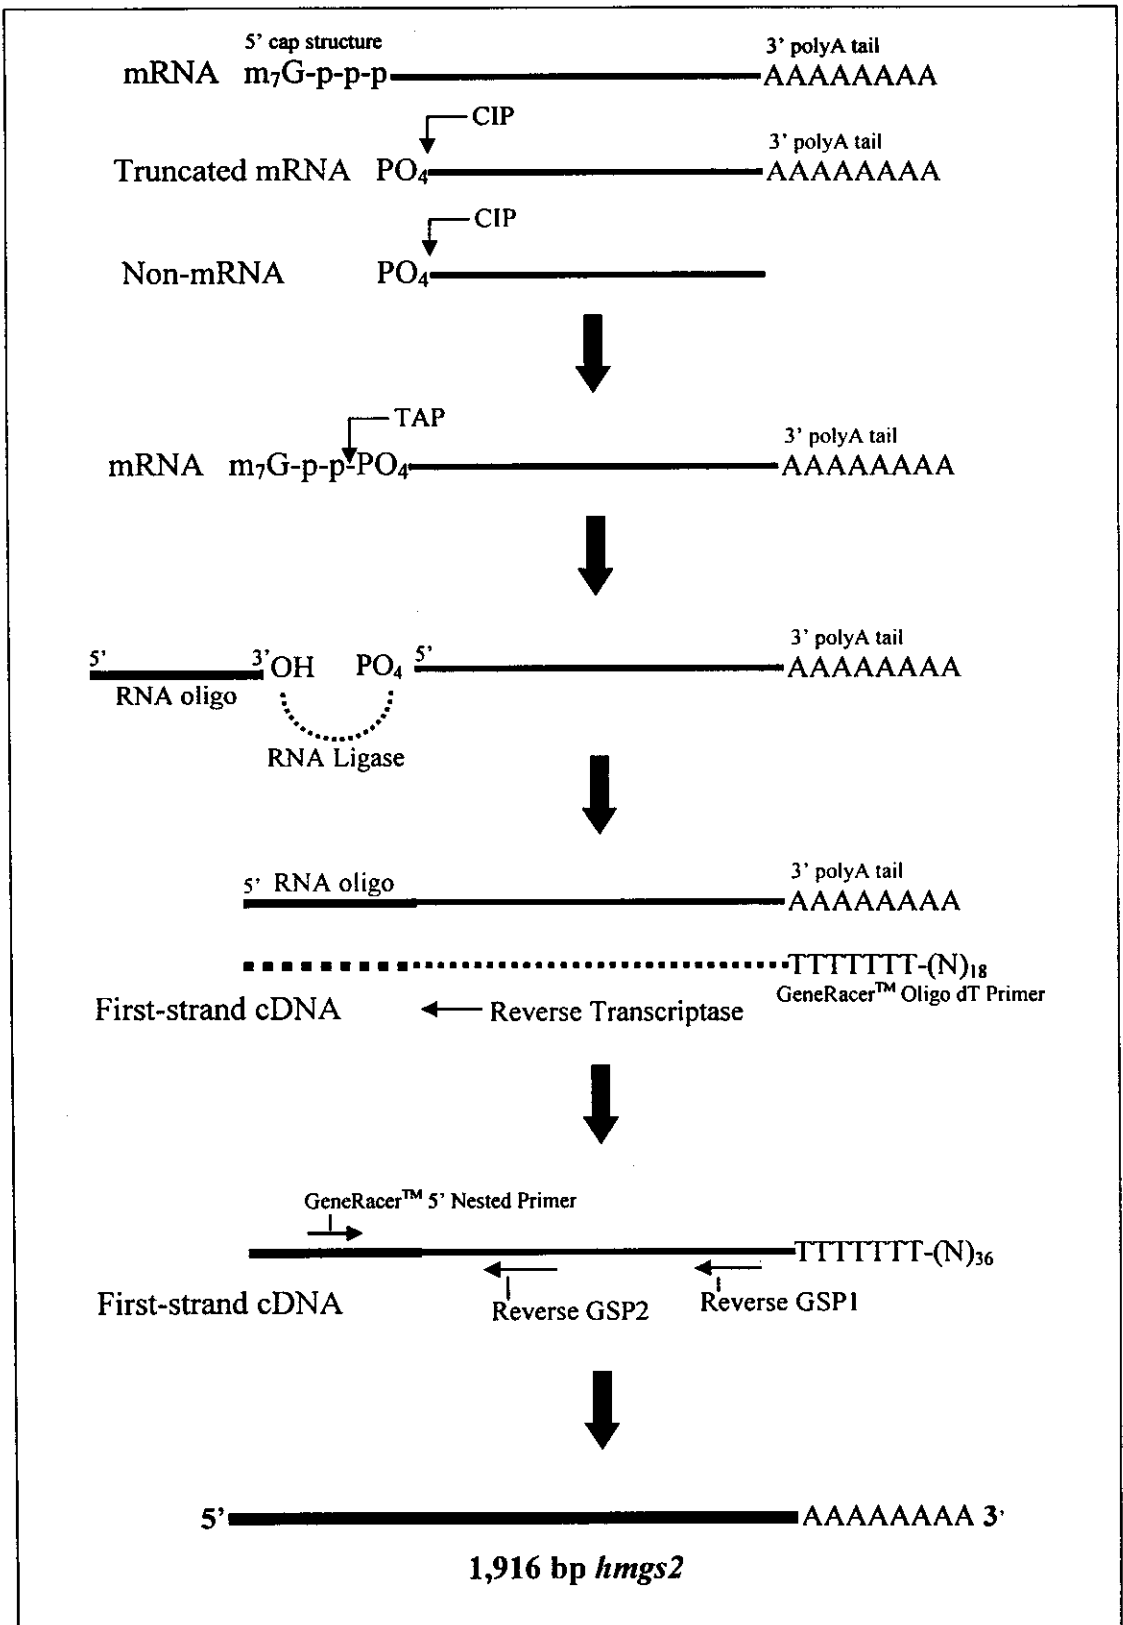 5' cap structure 3' polyA tail
mRNA m₇G-p-p-p AAAAAAAA
CIP
3' polyA tail
Truncated mRNA PO₄ AAAAAAAA
CIP
Non-mRNA PO₄
TAP
3' polyA tail
mRNA m₇G-p-p-PO₄ AAAAAAAA
3' polyA tail
5' 3' OH PO₄ 5' AAAAAAAA
RNA oligo
RNA Ligase
3' polyA tail
5' RNA oligo AAAAAAAA
TTTTTTT-(N)₁₈
GeneRacer™ Oligo dT Primer
First-strand cDNA Reverse Transcriptase
GeneRacer™ 5' Nested Primer
TTTTTTT-(N)₃₆
First-strand cDNA Reverse GSP2 Reverse GSP1
5' AAAAAAAA 3'
1,916 bp hmgs2